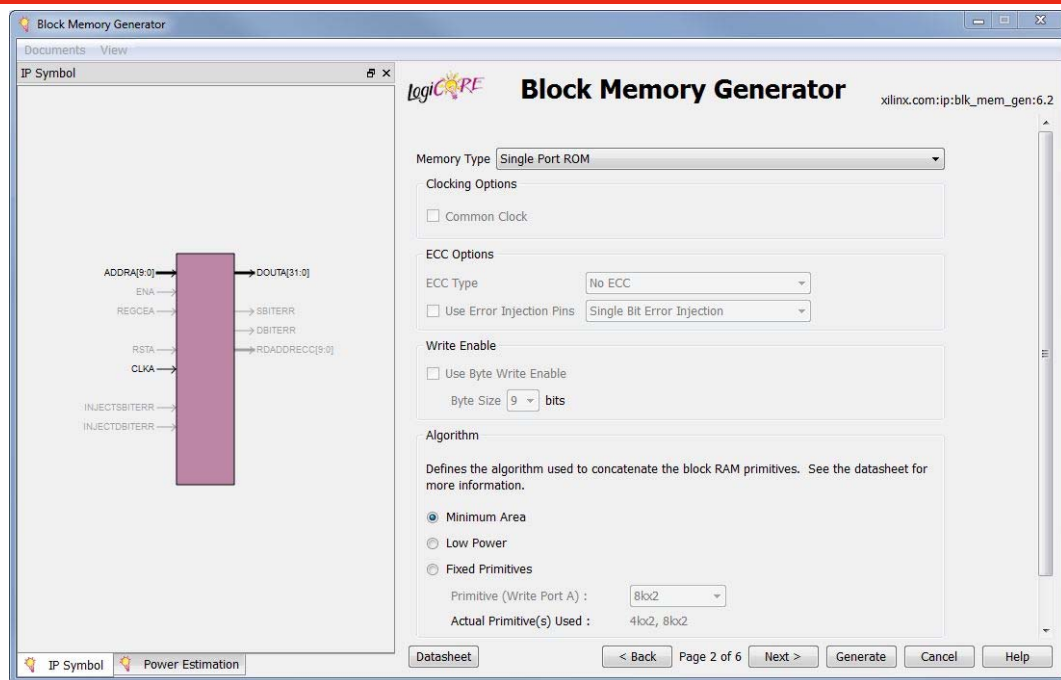 Block Memory Generator
Documents View
IP Symbol
LogiCORE
Block Memory Generator
xilinx.com:ip:blk_mem_gen:6.2
Memory Type Single Port ROM
Clocking Options
Common Clock
ECC Options
ECC Type No ECC
Use Error Injection Pins Single Bit Error Injection
Write Enable
Use Byte Write Enable
Byte Size 9 bits
Algorithm
Defines the algorithm used to concatenate the block RAM primitives. See the datasheet for
more information.
Minimum Area
Low Power
Fixed Primitives
Primitive (Write Port A) : 8kx2
Actual Primitive(s) Used : 4kx2, 8kx2
ADDRA[9:0] DOUTA[31:0]
ENA
REGCEA SBITERR
DBITERR
RSTA RDADDRECC[9:0]
CLKA
INJECTSBITERR
INJECTDBITERR
IP Symbol Power Estimation
Datasheet < Back Page 2 of 6 Next > Generate Cancel Help